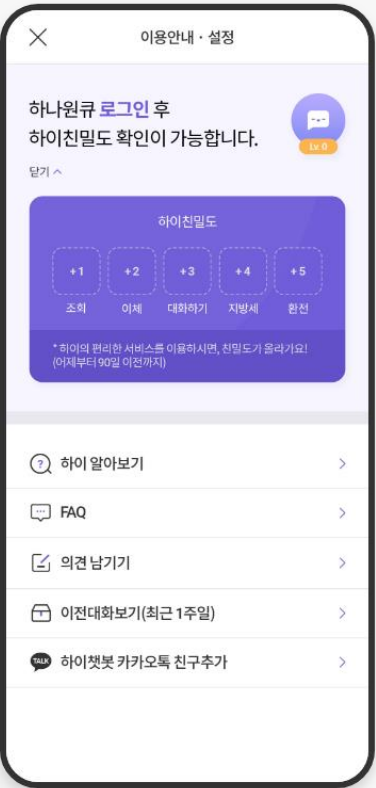 이용안내 · 설정
하나원큐 로그인 후
하이친밀도 확인이 가능합니다.
Lv. 0
닫기
하이친밀도
+1 +2 +3 +4 +5
조회 이체 대화하기 지방세 환전
* 하이의 편리한 서비스를 이용하시면, 친밀도가 올라가요!
(어제부터 90일 이전까지)
하이 알아보기
FAQ
의견 남기기
이전대화보기(최근 1주일)
TALK 하이챗봇 카카오톡 친구추가